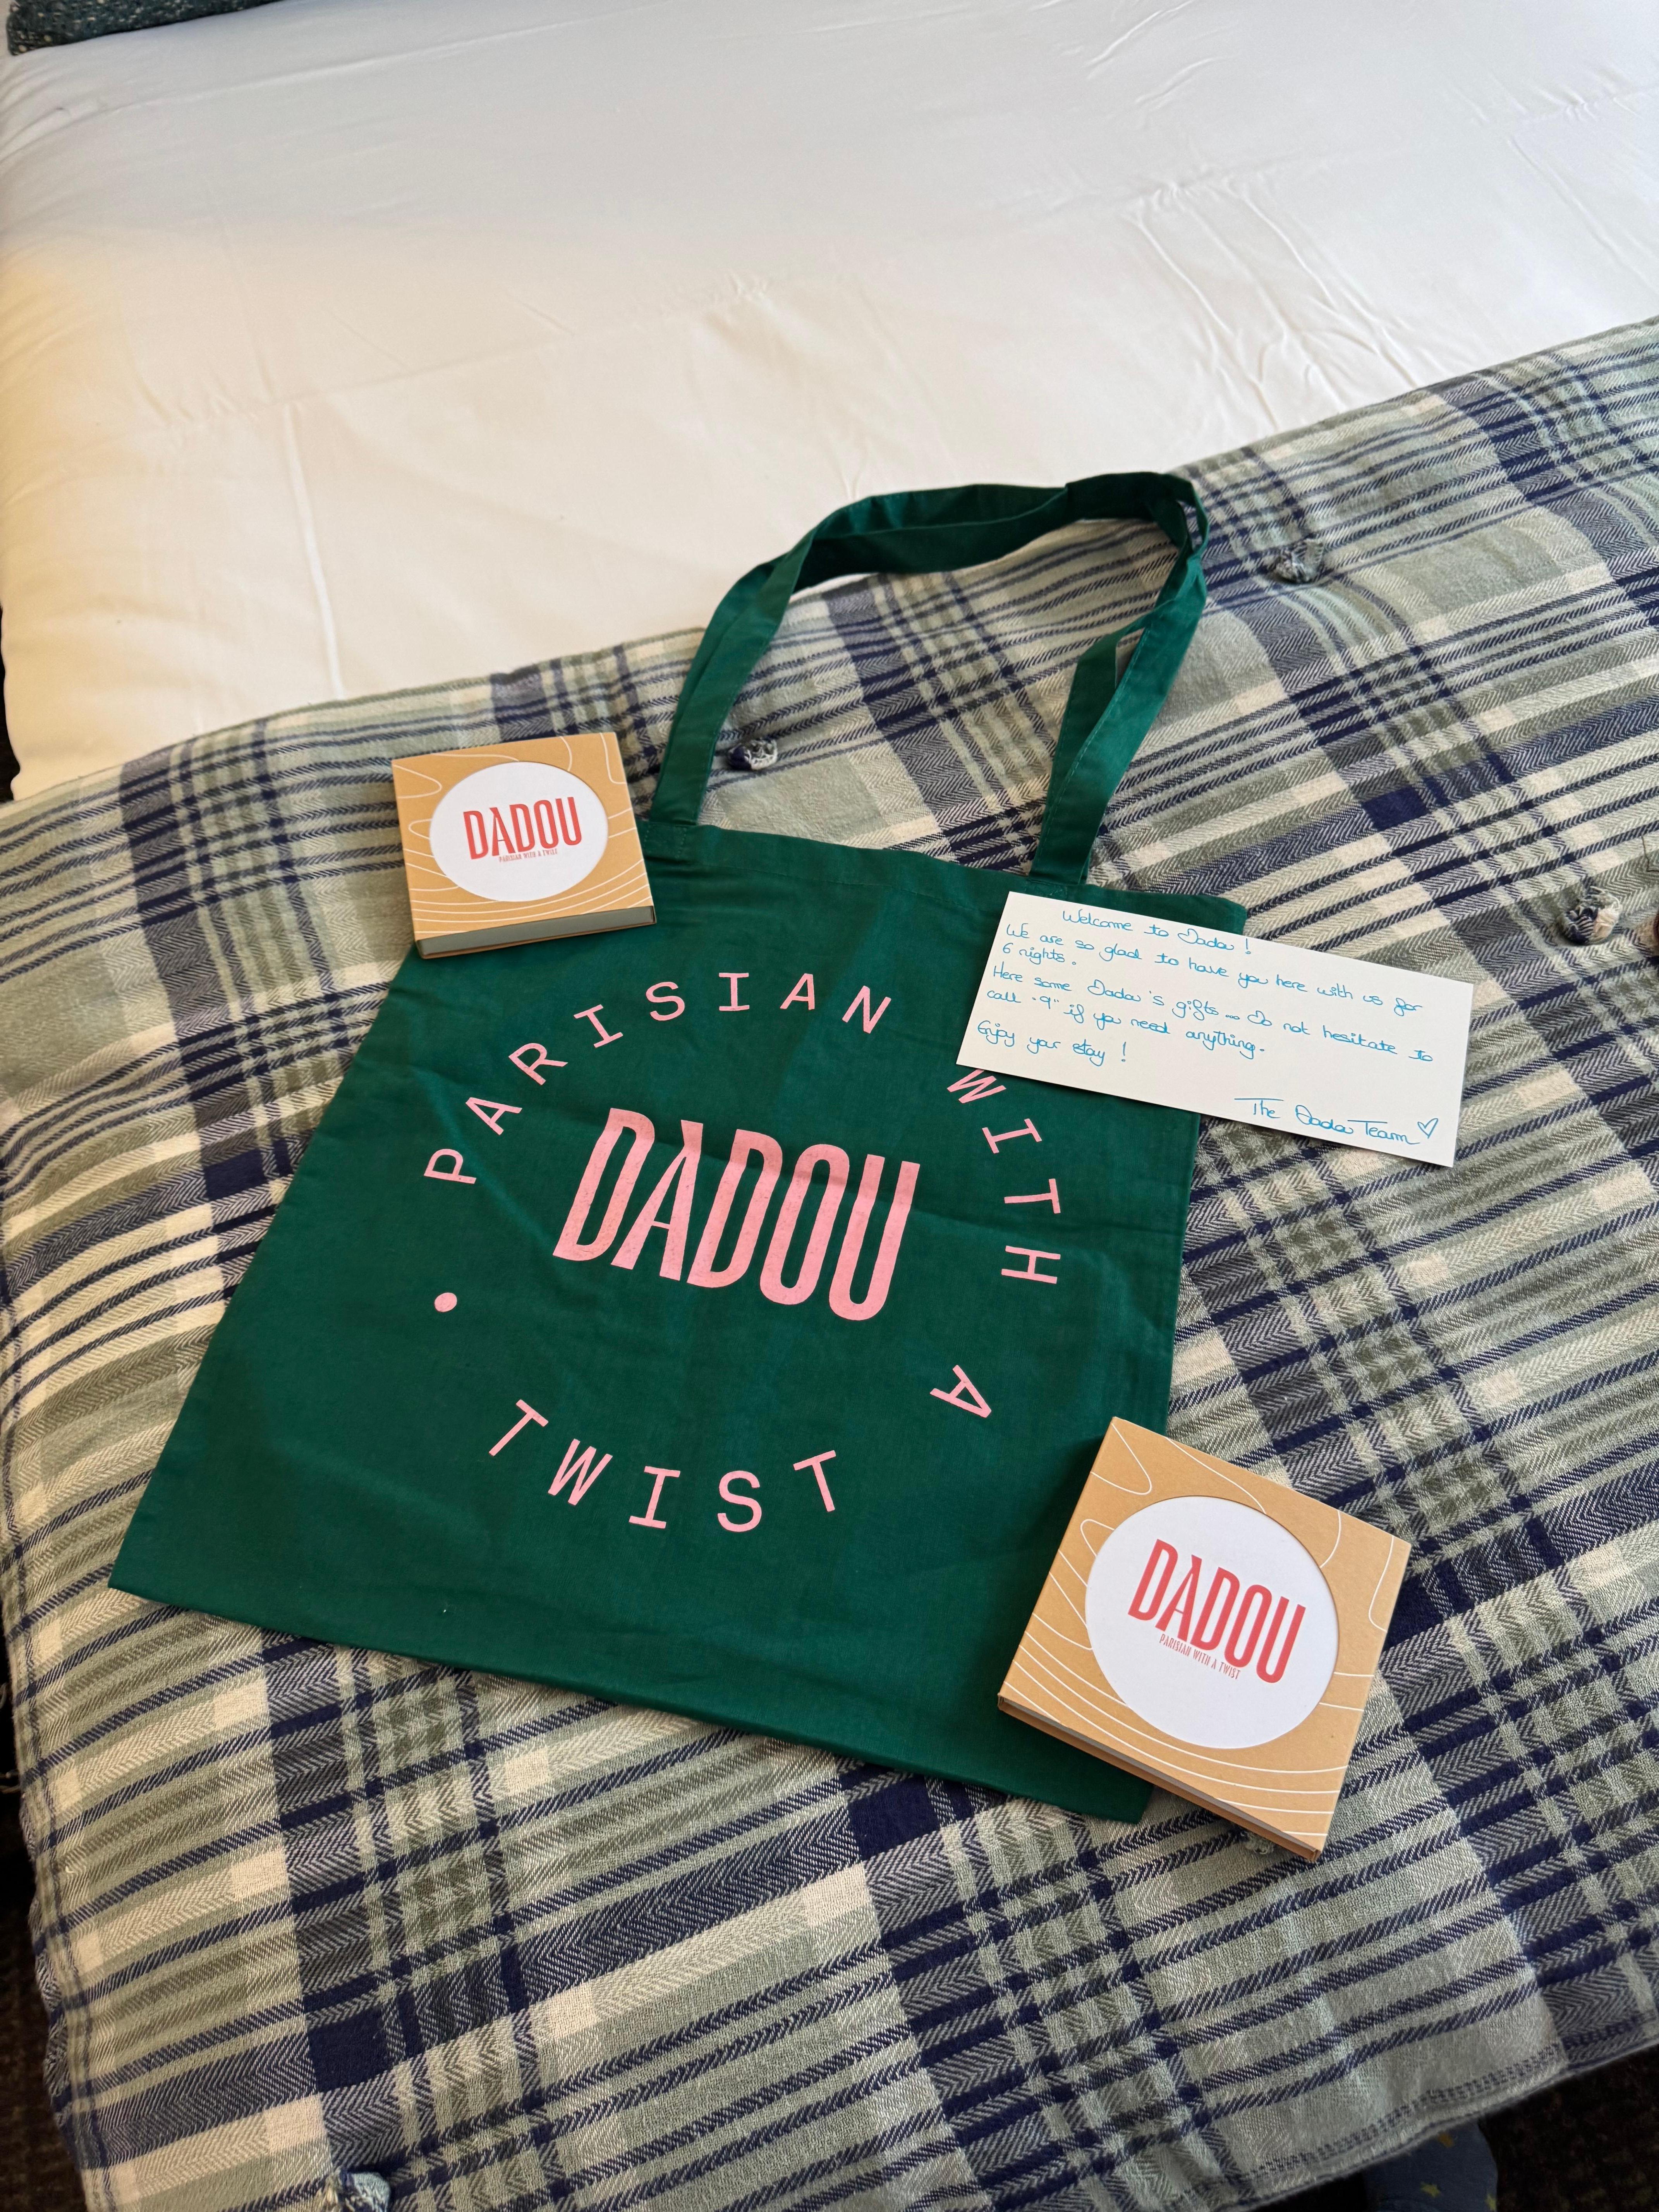 DADOU
PARISIAN WITH A TWIST
Welcome to Dadou !
We are so glad to have you here with us for
6 nights.
Here some Dadou's gifts... Do not hesitate to
call "9" if you need anything.
Enjoy your stay !
The Dadou Team ♡
PARISIAN WITH A TWIST •
DADOU
DADOU
PARISIAN WITH A TWIST